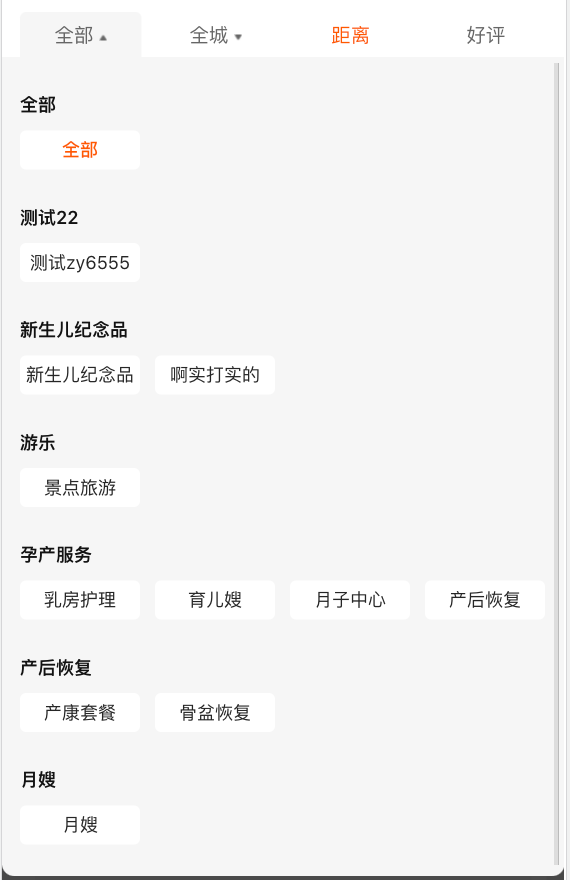 全部 全城 距离 好评
全部
全部
测试22
测试zy6555
新生儿纪念品
新生儿纪念品 啊实打实的
游乐
景点旅游
孕产服务
乳房护理 育儿嫂 月子中心 产后恢复
产后恢复
产康套餐 骨盆恢复
月嫂
月嫂